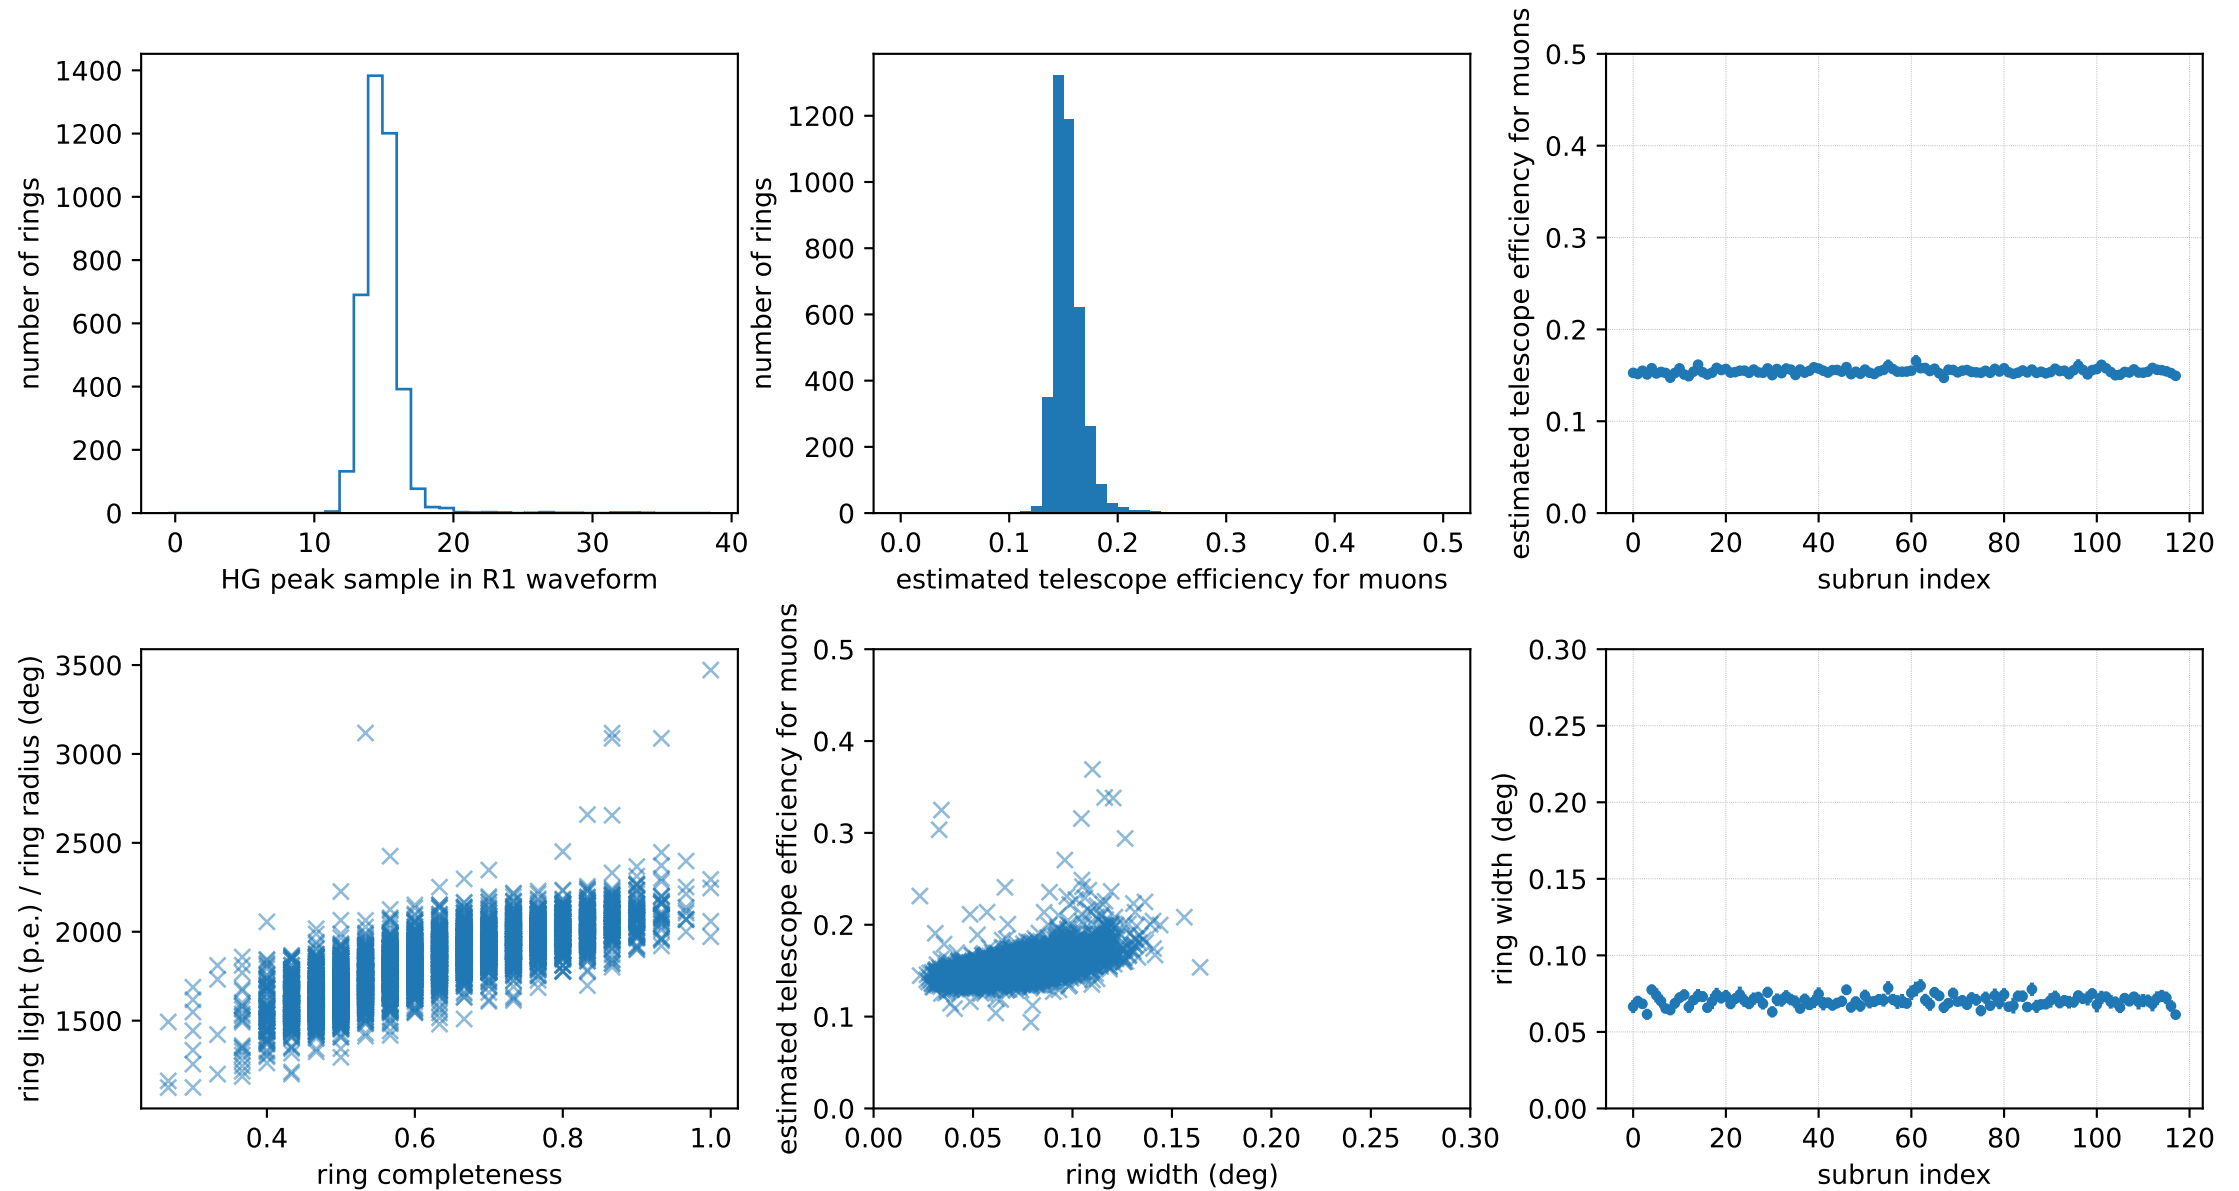 1400
1200
1000
800
600
400
200
0
number of rings
0 10 20 30 40
HG peak sample in R1 waveform
1200
1000
800
600
400
200
0
number of rings
0.0 0.1 0.2 0.3 0.4 0.5
estimated telescope efficiency for muons
0.5
0.4
0.3
0.2
0.1
0.0
estimated telescope efficiency for muons
0 20 40 60 80 100 120
subrun index
3500
3000
2500
2000
1500
ring light (p.e.) / ring radius (deg)
0.4 0.6 0.8 1.0
ring completeness
0.5
0.4
0.3
0.2
0.1
0.0
estimated telescope efficiency for muons
0.00 0.05 0.10 0.15 0.20 0.25 0.30
ring width (deg)
0.30
0.25
0.20
0.15
0.10
0.05
0.00
ring width (deg)
0 20 40 60 80 100 120
subrun index